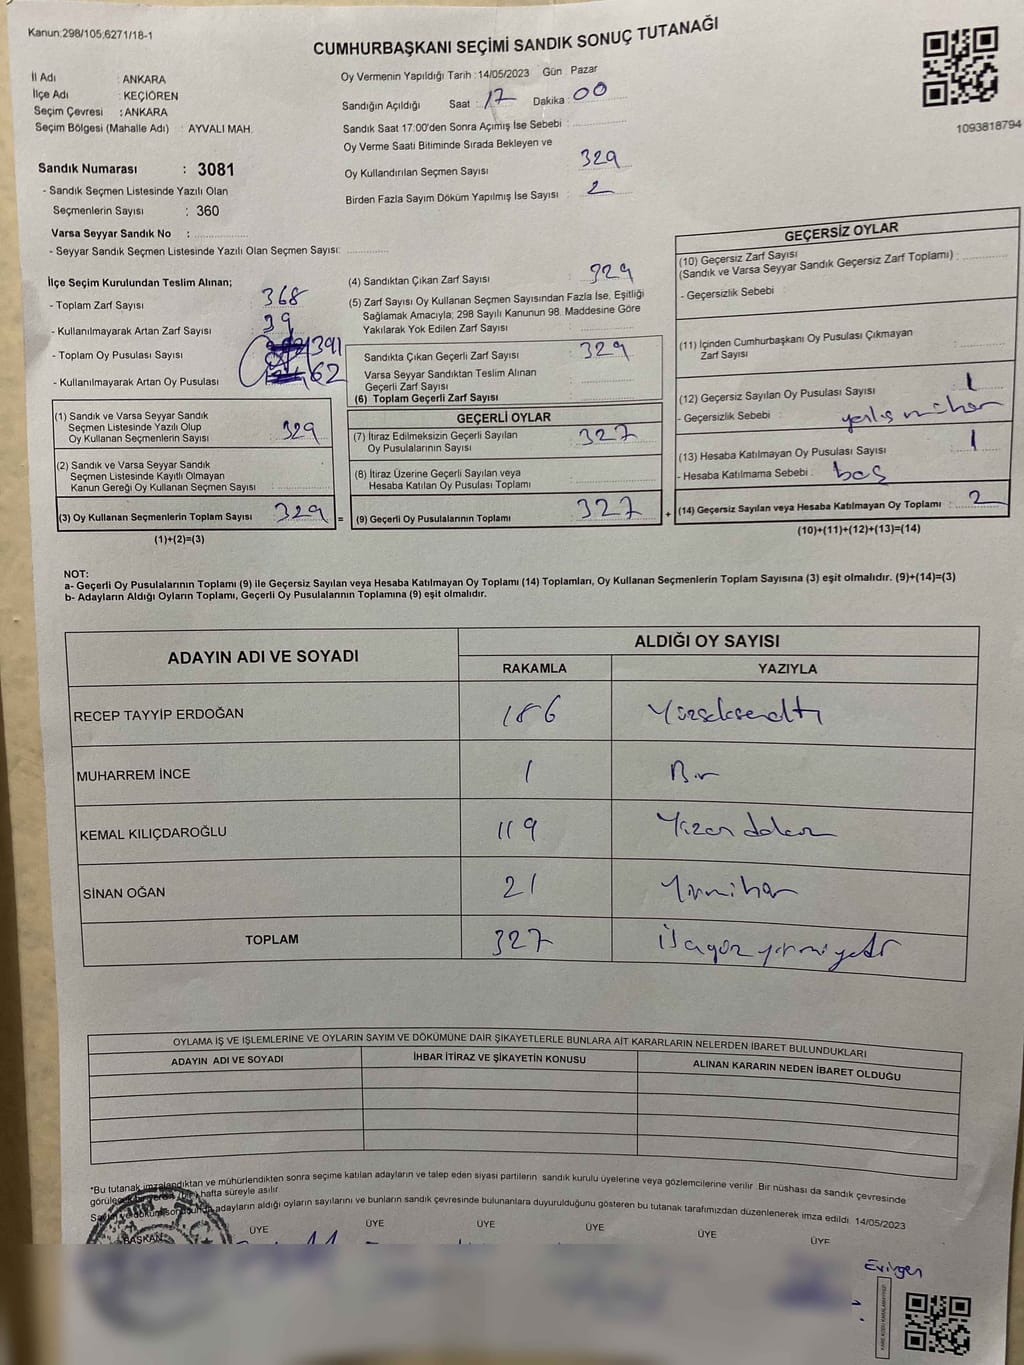 Kanun:298/105,6271/18-1
CUMHURBAŞKANI SEÇİMİ SANDIK SONUÇ TUTANAĞI
1093818794
İl Adı : ANKARA
İlçe Adı : KEÇİÖREN
Seçim Çevresi : ANKARA
Seçim Bölgesi (Mahalle Adı) : AYVALI MAH.
Oy Vermenin Yapıldığı Tarih : 14/05/2023 Gün : Pazar
Sandığın Açıldığı Saat : 17 Dakika : 00
Sandık Saat 17:00'den Sonra Açımış İse Sebebi :
Oy Verme Saati Bitiminde Sırada Bekleyen ve
Oy Kullandırılan Seçmen Sayısı 329
Birden Fazla Sayım Döküm Yapılmış İse Sayısı : 2
Sandık Numarası : 3081
- Sandık Seçmen Listesinde Yazılı Olan
Seçmenlerin Sayısı : 360
Varsa Seyyar Sandık No :
- Seyyar Sandık Seçmen Listesinde Yazılı Olan Seçmen Sayısı:
İlçe Seçim Kurulundan Teslim Alınan;
- Toplam Zarf Sayısı 368
- Kullanılmayarak Artan Zarf Sayısı 39
- Toplam Oy Pusulası Sayısı 391
- Kullanılmayarak Artan Oy Pusulası 62
(1) Sandık ve Varsa Seyyar Sandık
Seçmen Listesinde Yazılı Olup
Oy Kullanan Seçmenlerin Sayısı 329
(2) Sandık ve Varsa Seyyar Sandık
Seçmen Listesinde Kayıtlı Olmayan
Kanun Gereği Oy Kullanan Seçmen Sayısı
(3) Oy Kullanan Seçmenlerin Toplam Sayısı 329 =
(1)+(2)=(3)
(4) Sandıktan Çıkan Zarf Sayısı 329
(5) Zarf Sayısı Oy Kullanan Seçmen Sayısından Fazla İse, Eşitliği
Sağlamak Amacıyla; 298 Sayılı Kanunun 98. Maddesine Göre
Yakılarak Yok Edilen Zarf Sayısı
Sandıkta Çıkan Geçerli Zarf Sayısı : 329
Varsa Seyyar Sandıktan Teslim Alınan
Geçerli Zarf Sayısı
(6) Toplam Geçerli Zarf Sayısı
GEÇERLİ OYLAR
(7) İtiraz Edilmeksizin Geçerli Sayılan
Oy Pusulalarının Sayısı 327
(8) İtiraz Üzerine Geçerli Sayılan veya
Hesaba Katılan Oy Pusulası Toplamı
(9) Geçerli Oy Pusulalarının Toplamı 327 +
GEÇERSİZ OYLAR
(10) Geçersiz Zarf Sayısı
(Sandık ve Varsa Seyyar Sandık Geçersiz Zarf Toplamı) :
- Geçersizlik Sebebi :
(11) İçinden Cumhurbaşkanı Oy Pusulası Çıkmayan
Zarf Sayısı
(12) Geçersiz Sayılan Oy Pusulası Sayısı 1
- Geçersizlik Sebebi :
(13) Hesaba Katılmayan Oy Pusulası Sayısı 1
- Hesaba Katılmama Sebebi : boş
(14) Geçersiz Sayılan veya Hesaba Katılmayan Oy Toplamı : 2
(10)+(11)+(12)+(13)=(14)
NOT:
a- Geçerli Oy Pusulalarının Toplamı (9) ile Geçersiz Sayılan veya Hesaba Katılmayan Oy Toplamı (14) Toplamları, Oy Kullanan Seçmenlerin Toplam Sayısına (3) eşit olmalıdır. (9)+(14)=(3)
b- Adayların Aldığı Oyların Toplamı, Geçerli Oy Pusulalarının Toplamına (9) eşit olmalıdır.
ADAYIN ADI VE SOYADI
ALDIĞI OY SAYISI
RAKAMLA YAZIYLA
RECEP TAYYİP ERDOĞAN 186 Yüzseksenaltı
MUHARREM İNCE 1 Bir
KEMAL KILIÇDAROĞLU 119 Yüzon dokuz
SİNAN OĞAN 21 Yirmibir
TOPLAM 327 Üçyüz yirmiyedi
OYLAMA İŞ VE İŞLEMLERİNE VE OYLARIN SAYIM VE DÖKÜMÜNE DAİR ŞİKAYETLERLE BUNLARA AİT KARARLARIN NELERDEN İBARET BULUNDUKLARI
ADAYIN ADI VE SOYADI İHBAR İTİRAZ VE ŞİKAYETİN KONUSU ALINAN KARARIN NEDEN İBARET OLDUĞU
*Bu tutanak imzalandıktan ve mühürlendikten sonra seçime katılan adayların ve talep eden siyasi partilerin sandık kurulu üyelerine veya gözlemcilerine verilir. Bir nüshası da sandık çevresinde
hafta süreyle asılır
adayların aldığı oyların sayılarını ve bunların sandık çevresinde bulunanlara duyurulduğunu gösteren bu tutanak tarafımızdan düzenlenerek imza edildi. 14/05/2023
BAŞKAN ÜYE ÜYE ÜYE ÜYE ÜYE ÜYE